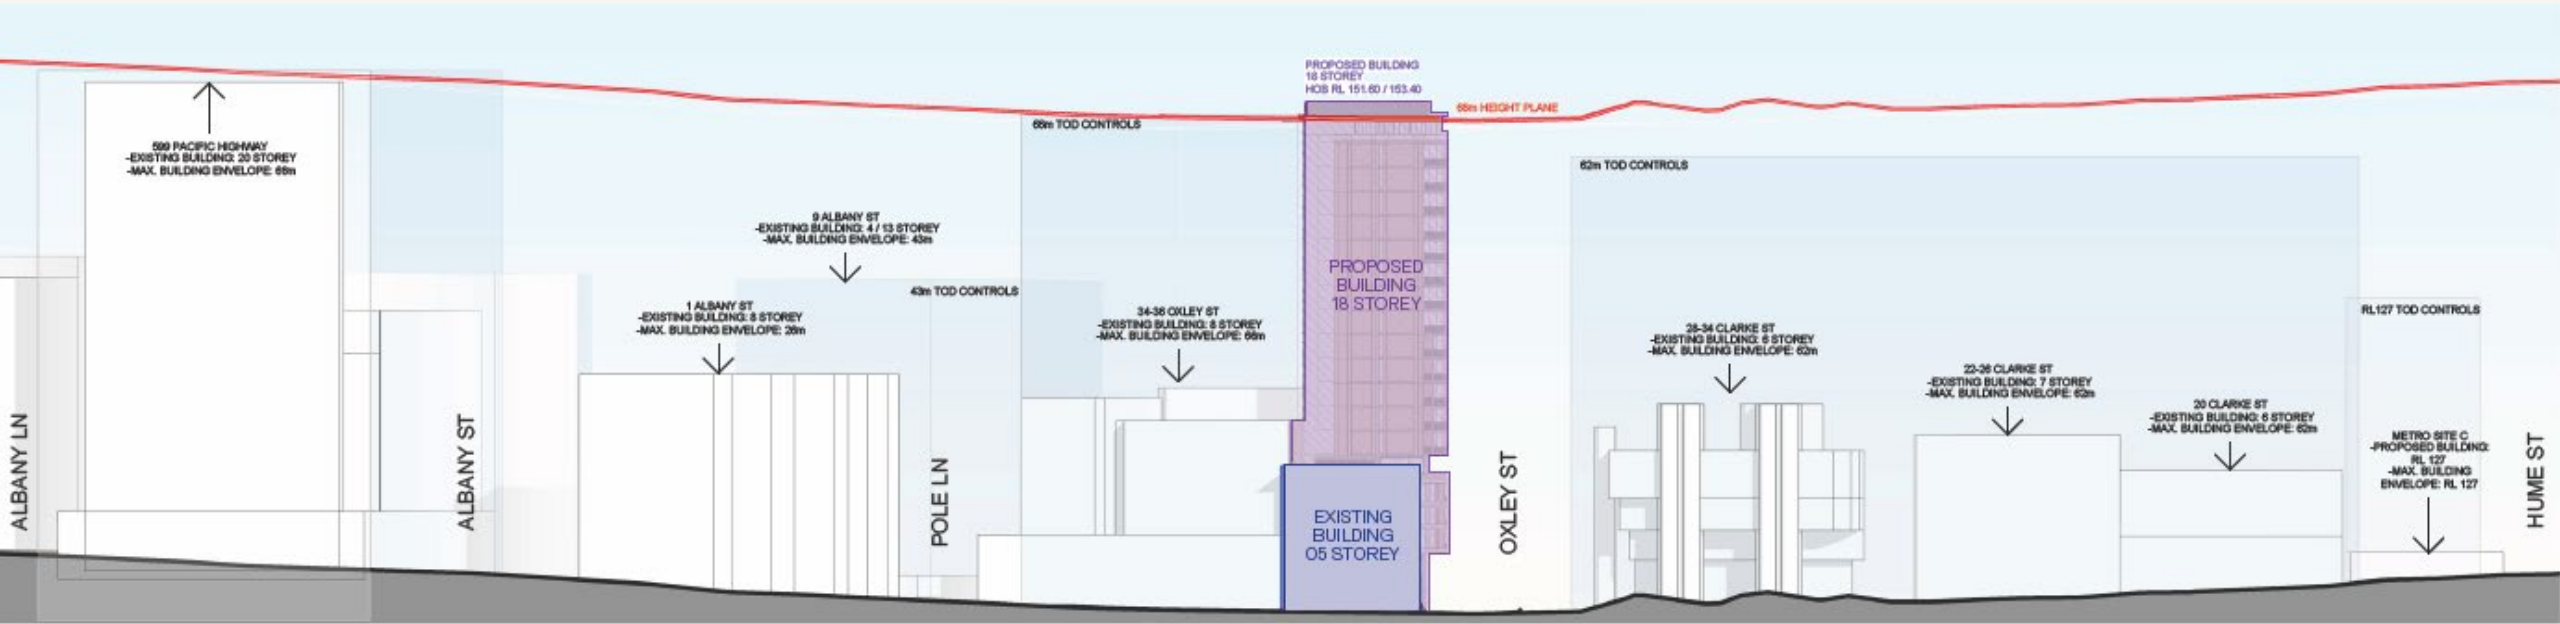 PROPOSED BUILDING
18 STOREY
HOB RL 151.60 / 153.40
66m HEIGHT PLANE
66m TOD CONTROLS
599 PACIFIC HIGHWAY
-EXISTING BUILDING: 20 STOREY
-MAX. BUILDING ENVELOPE: 66m
62m TOD CONTROLS
9 ALBANY ST
-EXISTING BUILDING: 4 / 13 STOREY
-MAX. BUILDING ENVELOPE: 43m
43m TOD CONTROLS
PROPOSED
BUILDING
18 STOREY
1 ALBANY ST
-EXISTING BUILDING: 8 STOREY
-MAX. BUILDING ENVELOPE: 26m
34-36 OXLEY ST
-EXISTING BUILDING: 8 STOREY
-MAX. BUILDING ENVELOPE: 66m
RL127 TOD CONTROLS
28-34 CLARKE ST
-EXISTING BUILDING: 6 STOREY
-MAX. BUILDING ENVELOPE: 62m
22-26 CLARKE ST
-EXISTING BUILDING: 7 STOREY
-MAX. BUILDING ENVELOPE: 62m
20 CLARKE ST
-EXISTING BUILDING: 6 STOREY
-MAX. BUILDING ENVELOPE: 62m
METRO SITE C
-PROPOSED BUILDING:
RL 127
-MAX. BUILDING
ENVELOPE: RL 127
ALBANY LN
ALBANY ST
POLE LN
EXISTING
BUILDING
05 STOREY
OXLEY ST
HUME ST